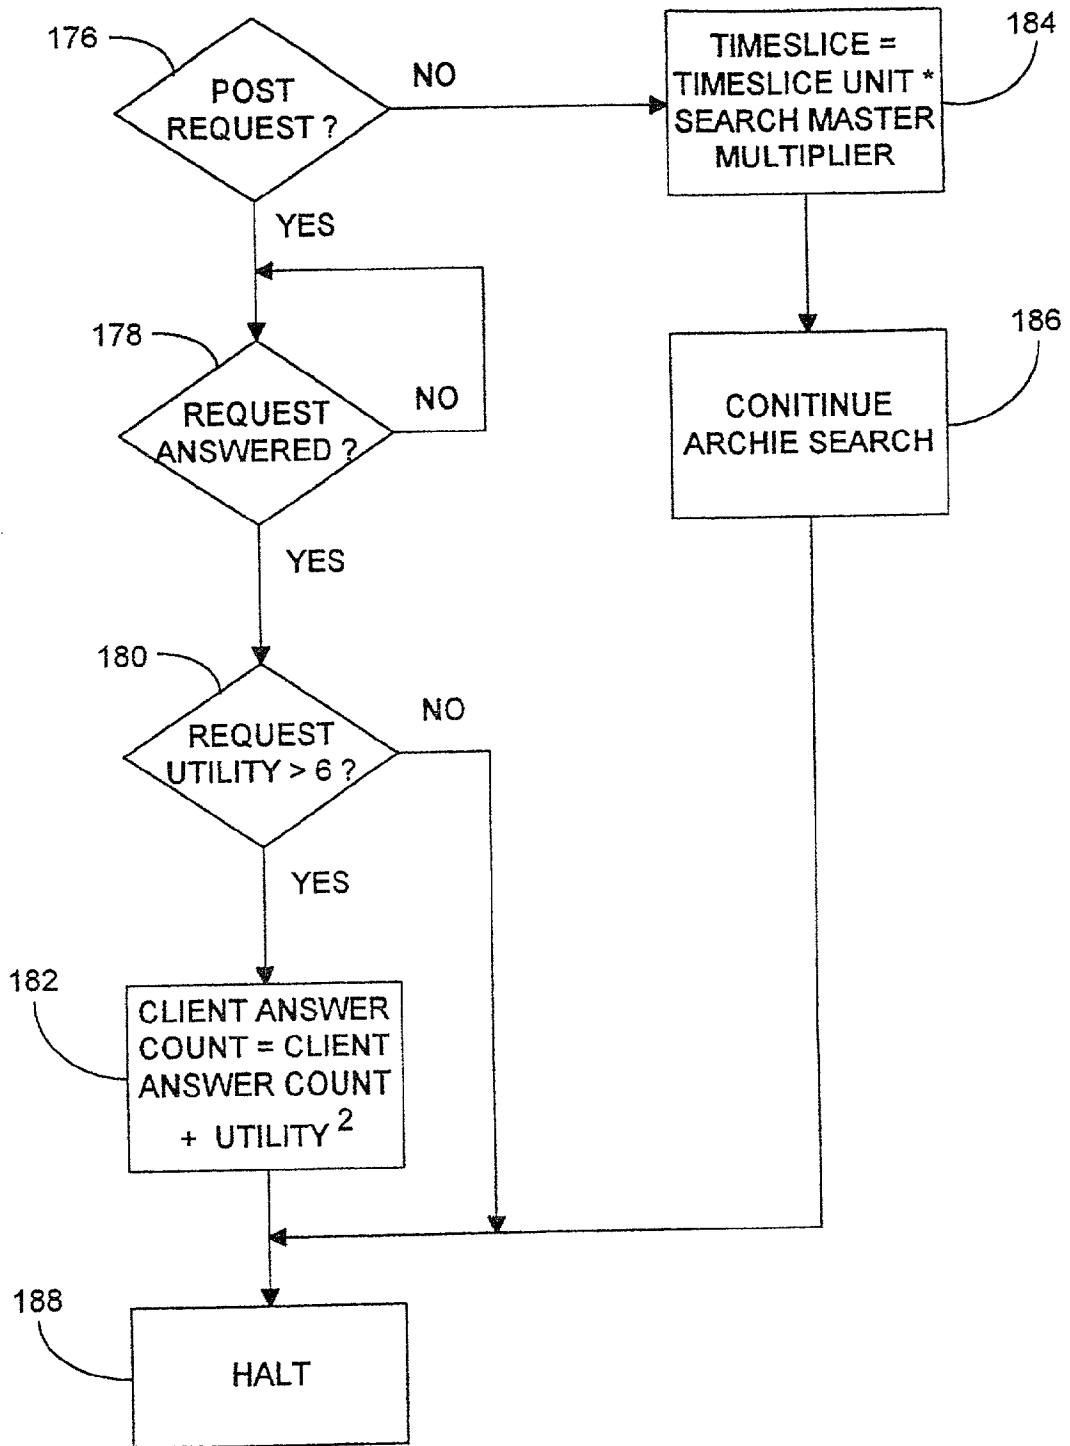 176
POST
REQUEST ?
NO
YES
TIMESLICE =
TIMESLICE UNIT *
SEARCH MASTER
MULTIPLIER
184
178
REQUEST
ANSWERED ?
NO
YES
CONITINUE
ARCHIE SEARCH
186
180
REQUEST
UTILITY > 6 ?
NO
YES
182
CLIENT ANSWER
COUNT = CLIENT
ANSWER COUNT
+ UTILITY 2
188
HALT